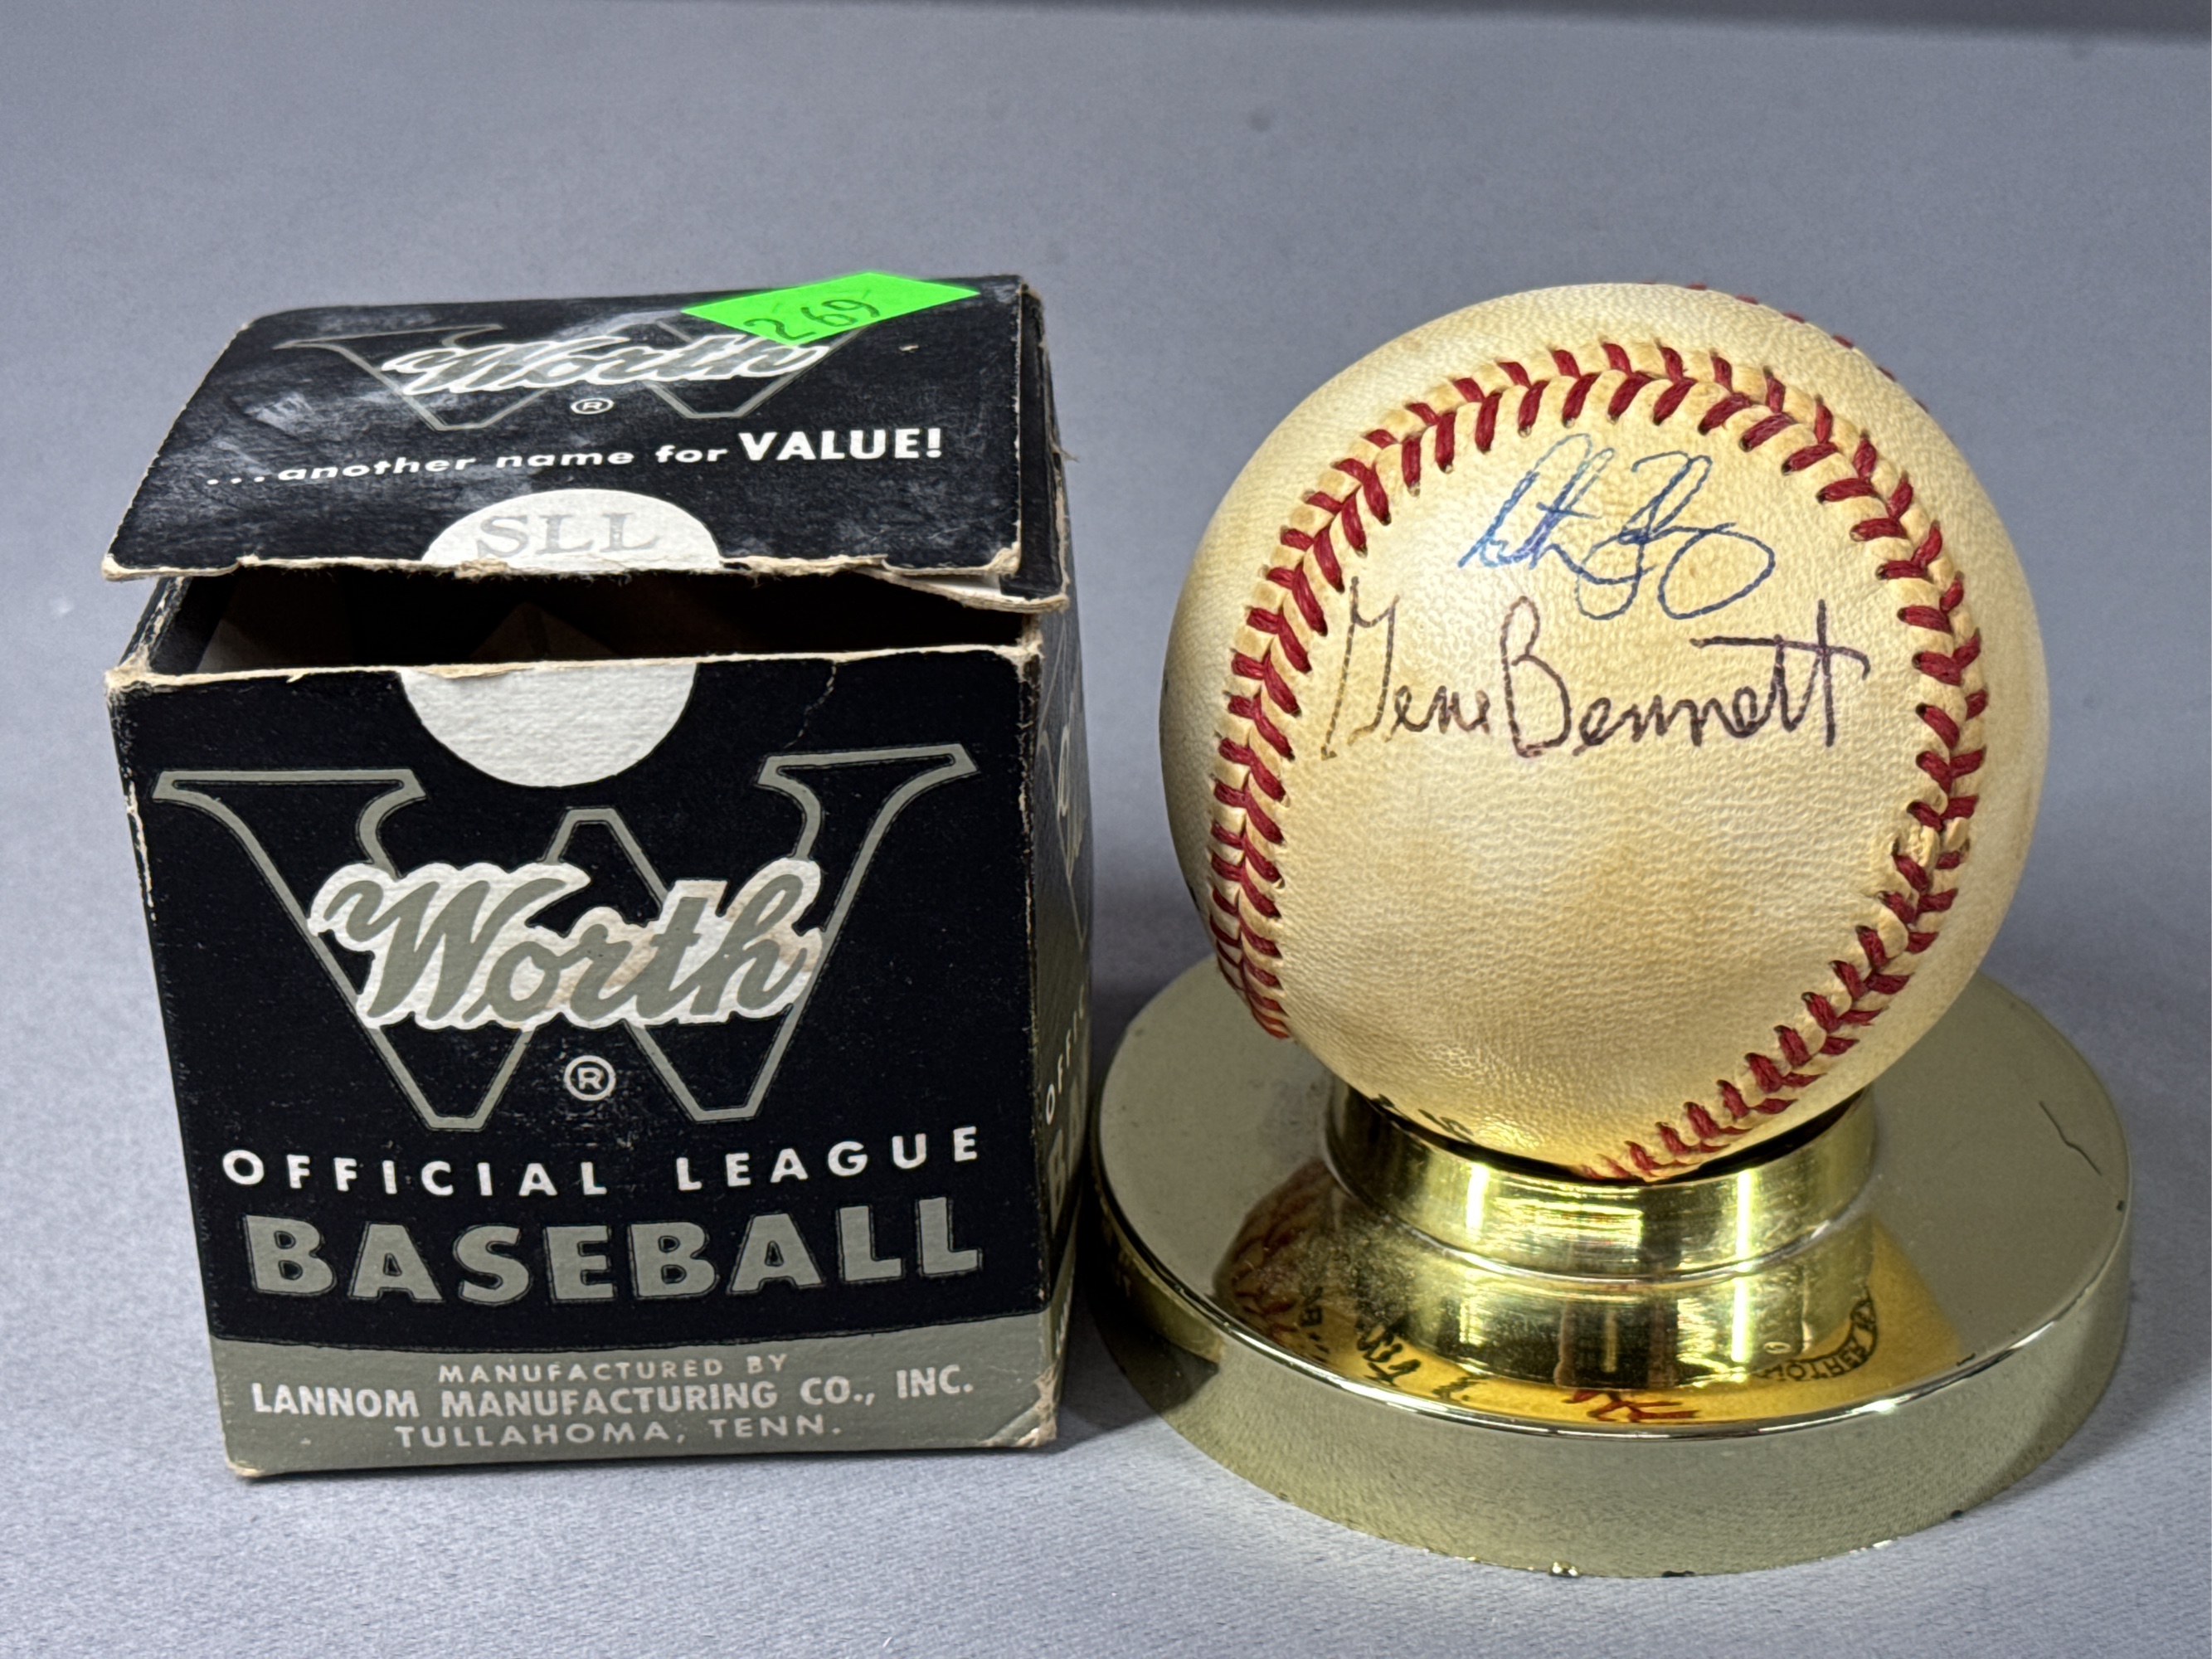 269
Worth
®
...another name for VALUE!
SLL
Worth
®
OFFICIAL LEAGUE
BASEBALL
MANUFACTURED BY
LANNOM MANUFACTURING CO., INC.
TULLAHOMA, TENN.
Gene Bennett